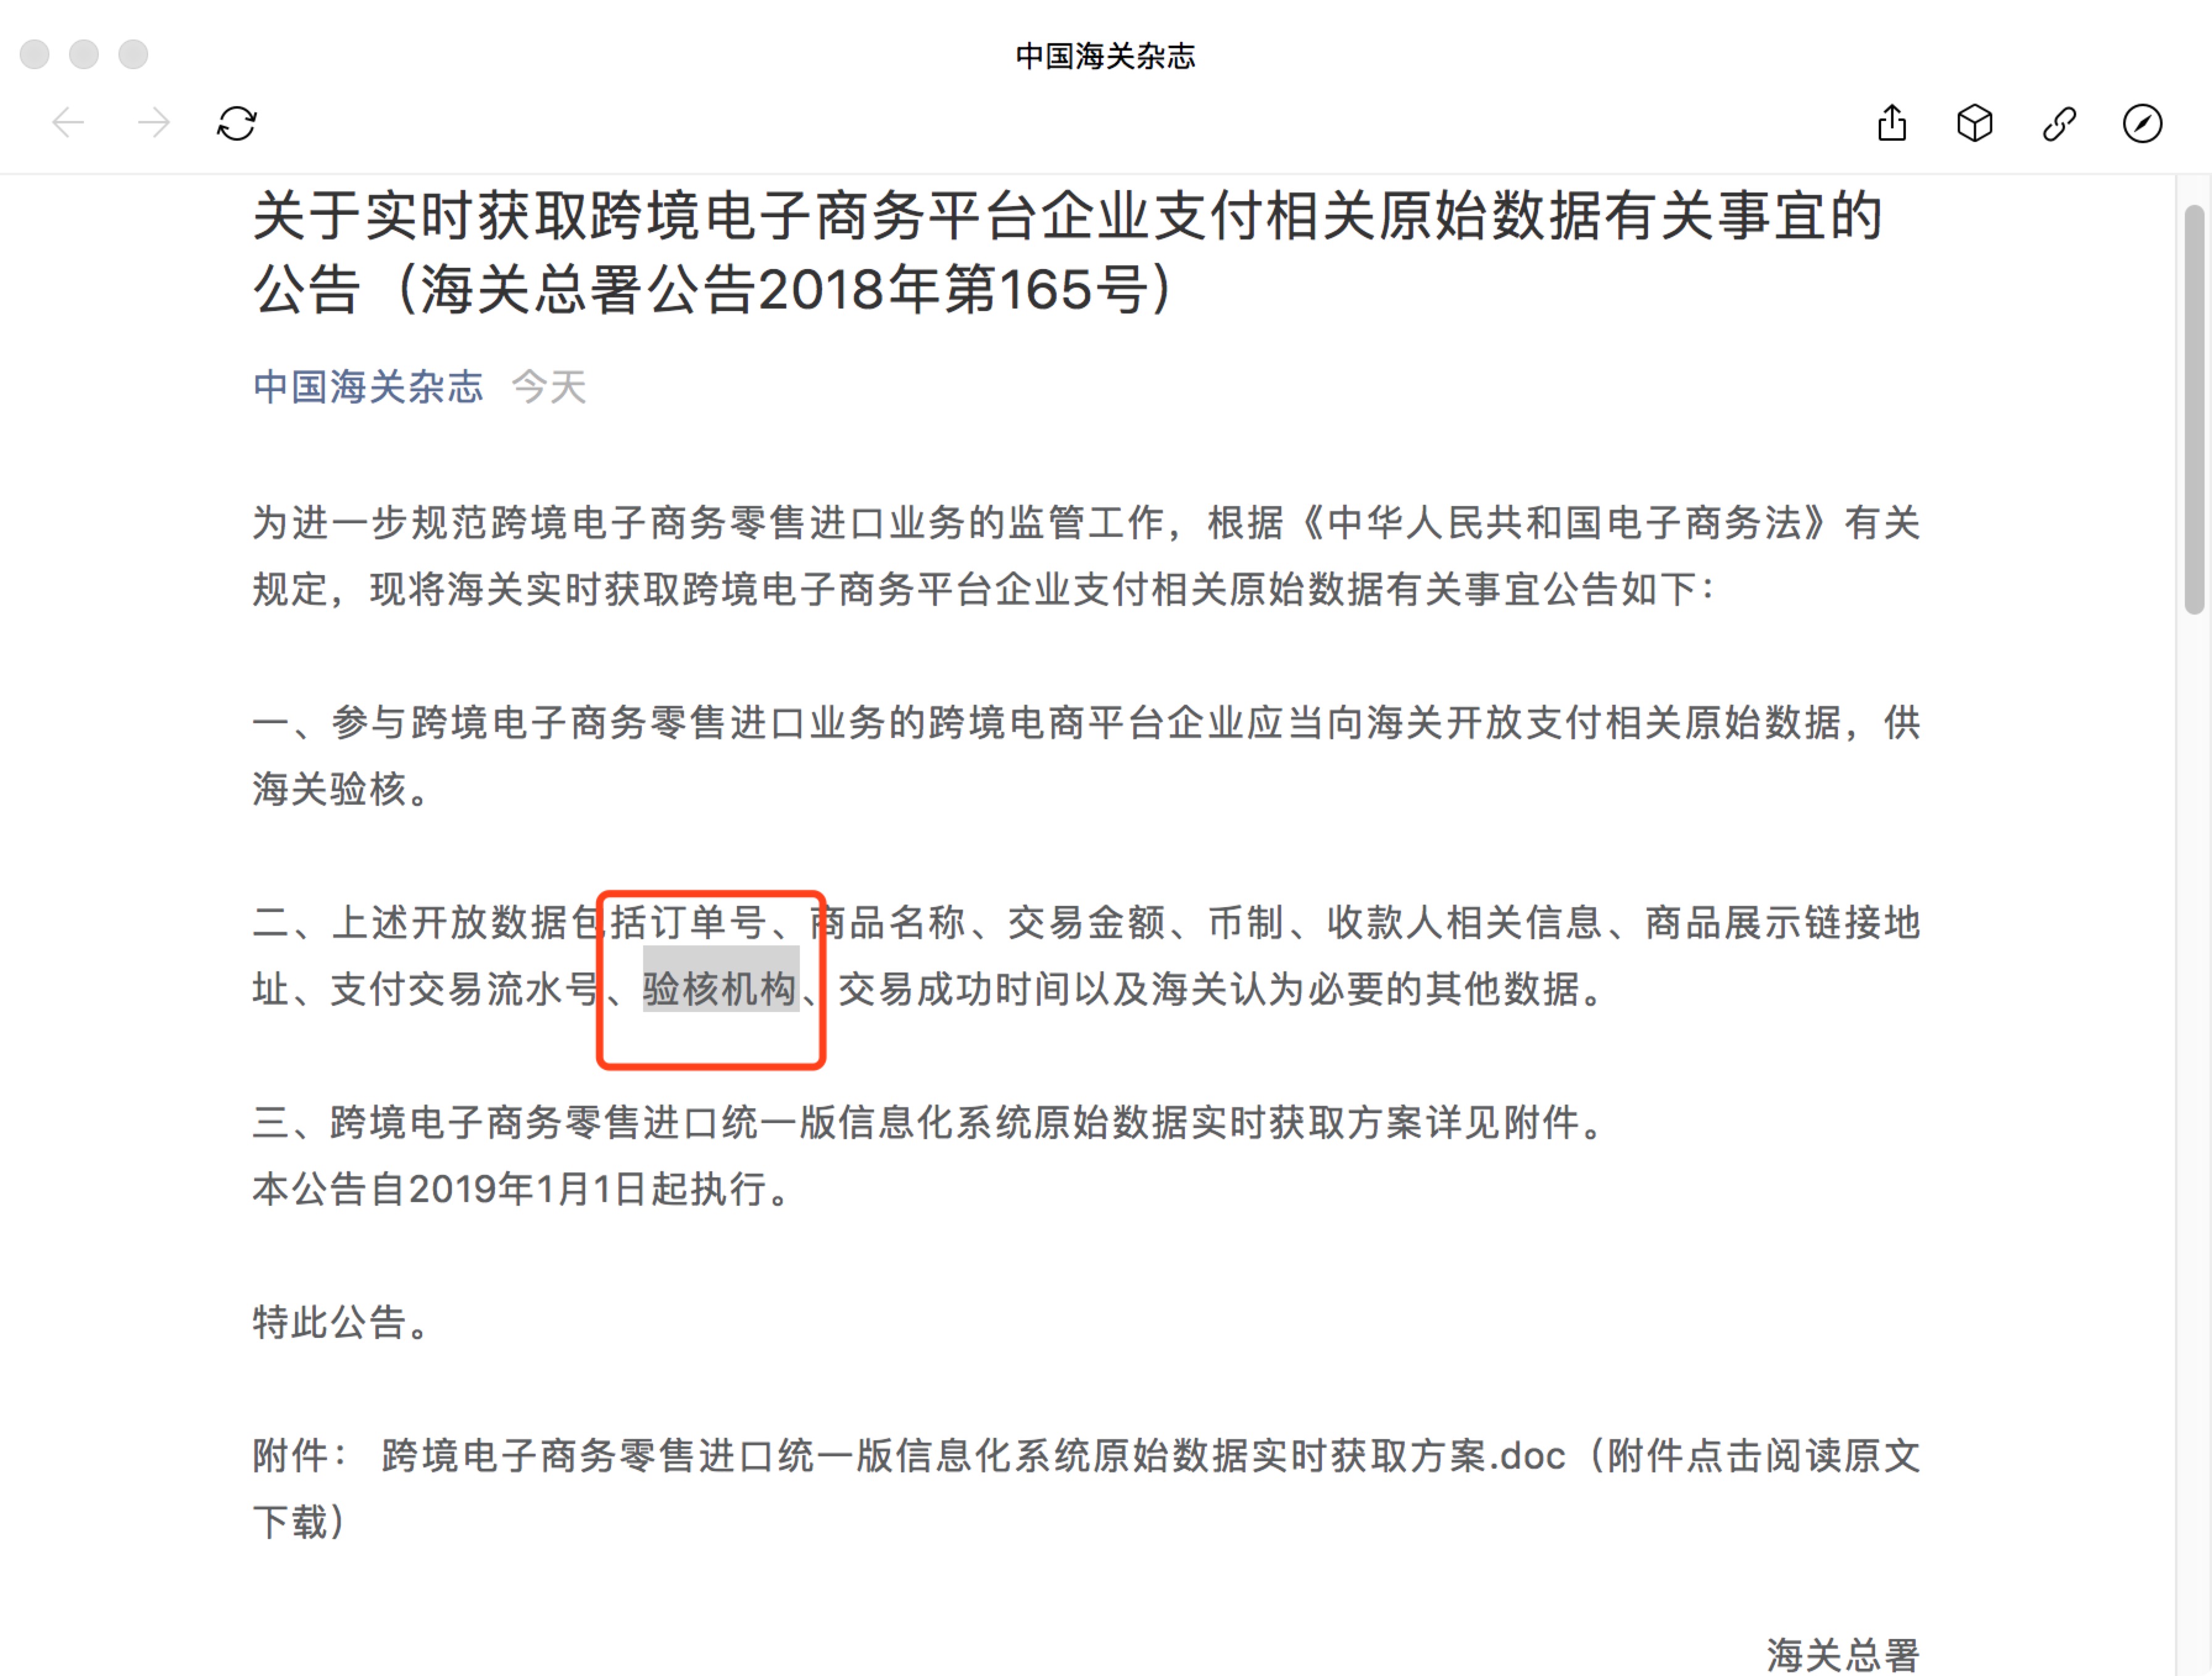 中国海关杂志
关于实时获取跨境电子商务平台企业支付相关原始数据有关事宜的
公告（海关总署公告2018年第165号）
中国海关杂志 今天
为进一步规范跨境电子商务零售进口业务的监管工作，根据《中华人民共和国电子商务法》有关
规定，现将海关实时获取跨境电子商务平台企业支付相关原始数据有关事宜公告如下：
一、参与跨境电子商务零售进口业务的跨境电商平台企业应当向海关开放支付相关原始数据，供
海关验核。
二、上述开放数据包括订单号、商品名称、交易金额、币制、收款人相关信息、商品展示链接地
址、支付交易流水号、验核机构、交易成功时间以及海关认为必要的其他数据。
三、跨境电子商务零售进口统一版信息化系统原始数据实时获取方案详见附件。
本公告自2019年1月1日起执行。
特此公告。
附件： 跨境电子商务零售进口统一版信息化系统原始数据实时获取方案.doc（附件点击阅读原文
下载）
海关总署